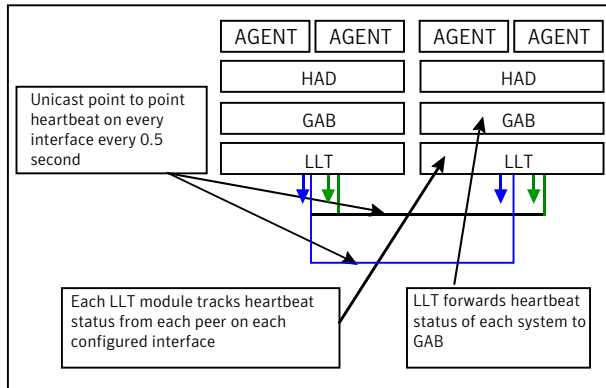 AGENT AGENT AGENT AGENT
HAD HAD
Unicast point to point
heartbeat on every
interface every 0.5
second
GAB GAB
LLT LLT
Each LLT module tracks heartbeat
status from each peer on each
configured interface
LLT forwards heartbeat
status of each system to
GAB